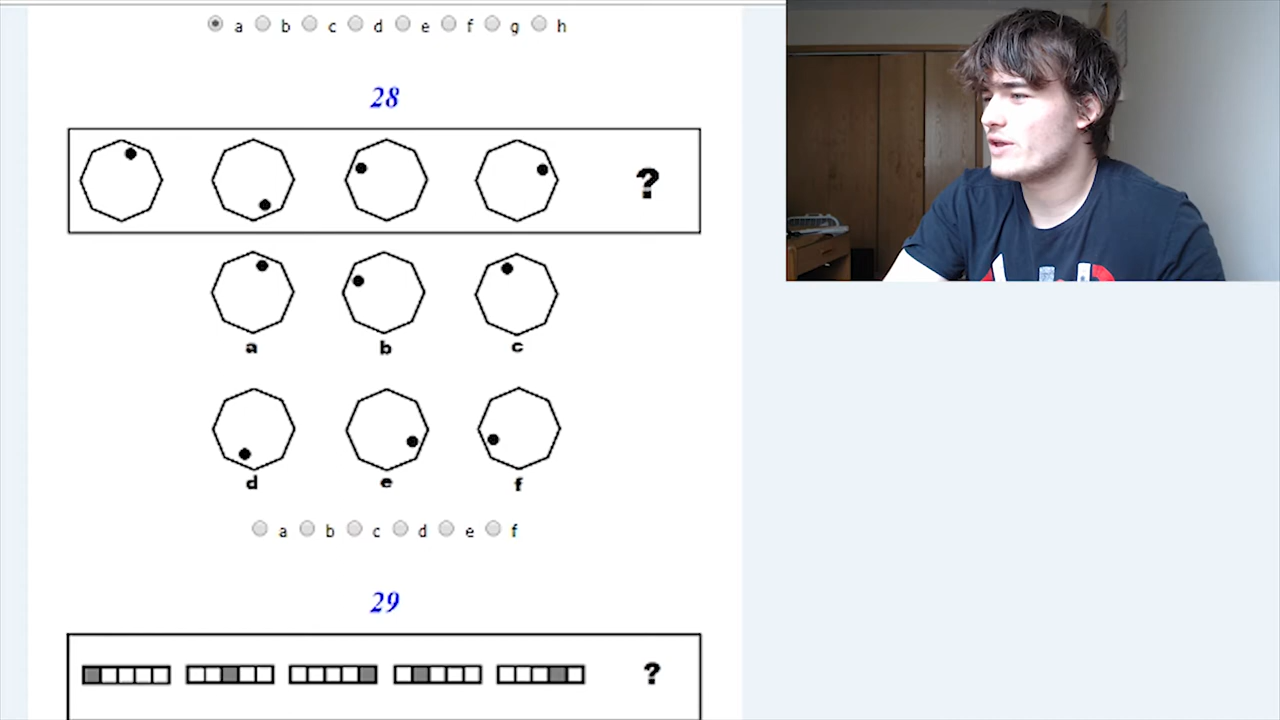 a b c d e f g h
28
?
a b c
d e f
a b c d e f
29
?